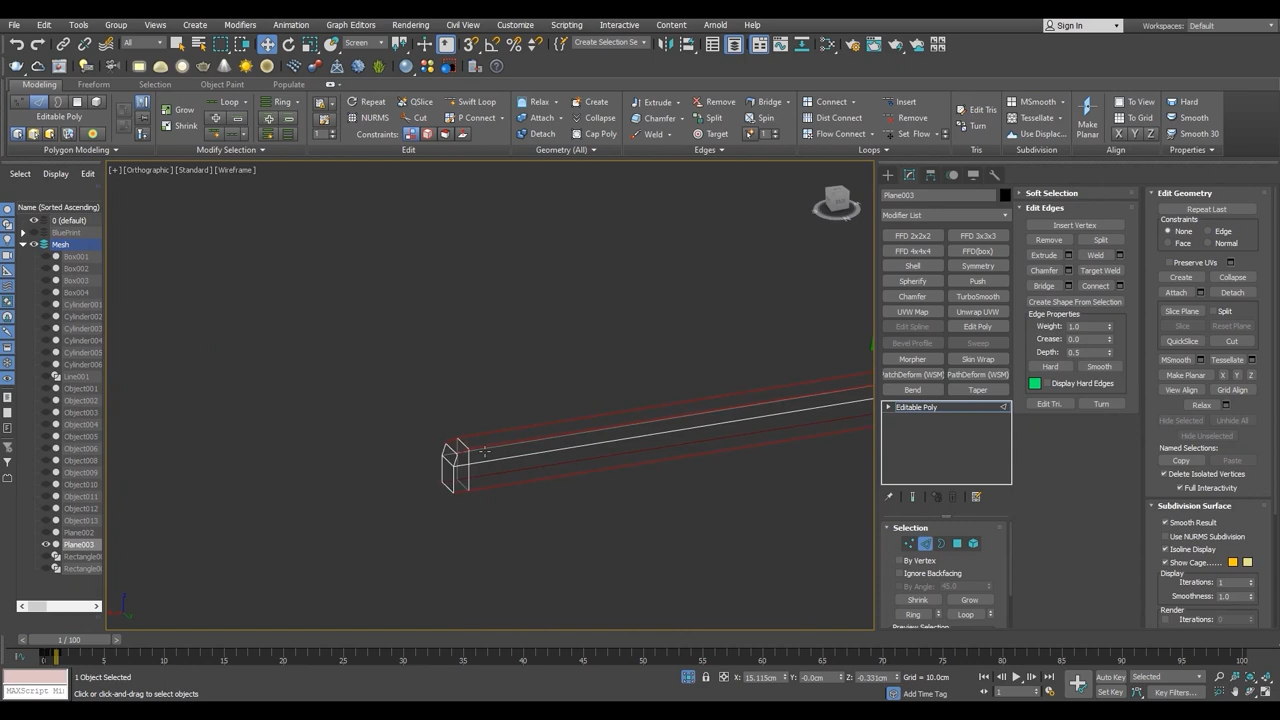 File Edit Tools Group Views Create Modifiers Animation Graph Editors Rendering Civil View Customize Scripting Interactive Content Arnold Help Sign In Workspaces: Default
All Screen Create Selection Se
Modeling Freeform Selection Object Paint Populate
Editable Poly
Grow Shrink Loop Ring
Repeat QSlice Swift Loop
NURMS Cut P Connect
Constraints:
Relax Create Attach Collapse Detach Cap Poly
Extrude Remove Bridge Chamfer Split Weld Target 1
Connect Insert Dist Connect Remove Flow Connect Set Flow
Edit Tris Turn
MSmooth Tessellate Use Displac...
Make Planar
To View To Grid X Y Z
Hard Smooth Smooth 30
Polygon Modeling Modify Selection Edit Geometry (All) Edges Loops Tris Subdivision Align Properties
Select Display Edit
[+] [Orthographic] [Standard] [Wireframe]
Name (Sorted Ascending)
0 (default)
BluePrint
Mesh
Box001
Box002
Box003
Box004
Cylinder001
Cylinder002
Cylinder003
Cylinder004
Cylinder005
Cylinder006
Line001
Object001
Object002
Object003
Object004
Object005
Object006
Object008
Object009
Object010
Object011
Object012
Object013
Plane002
Plane003
Rectangle00
Rectangle00
Plane003
Modifier List
FFD 2x2x2 FFD 3x3x3
FFD 4x4x4 FFD(box)
Shell Symmetry
Spherify Push
Chamfer TurboSmooth
UVW Map Unwrap UVW
Edit Spline Edit Poly
Bevel Profile Sweep
Morpher Skin Wrap
PatchDeform (WSM) PathDeform (WSM)
Bend Taper
Editable Poly
Selection
By Vertex
Ignore Backfacing
By Angle: 45.0
Shrink Grow
Ring Loop
Preview Selection
Soft Selection
Edit Edges
Insert Vertex
Remove Split
Extrude Weld
Chamfer Target Weld
Bridge Connect
Create Shape From Selection
Edge Properties
Weight: 1.0
Crease: 0.0
Depth: 0.5
Hard Smooth
Display Hard Edges
Edit Tri. Turn
Edit Geometry
Repeat Last
Constraints
None Edge
Face Normal
Preserve UVs
Create Collapse
Attach Detach
Slice Plane Split
Slice Reset Plane
QuickSlice Cut
MSmooth Tessellate
Make Planar X Y Z
View Align Grid Align
Relax
Hide Selected Unhide All
Hide Unselected
Named Selections:
Copy Paste
Delete Isolated Vertices
Full Interactivity
Subdivision Surface
Smooth Result
Use NURMS Subdivision
Isoline Display
Show Cage......
Display
Iterations: 1
Smoothness: 1.0
Render
Iterations: 0
1 / 100
5 10 15 20 25 30 35 40 45 50 55 60 65 70 75 80 85 90 95 100
1 Object Selected
MAXScript Mi
Click or click-and-drag to select objects
X: 15.115cm Y: -0.0cm Z: -0.331cm Grid = 10.0cm
Add Time Tag
1
Auto Key Selected
Set Key Key Filters...